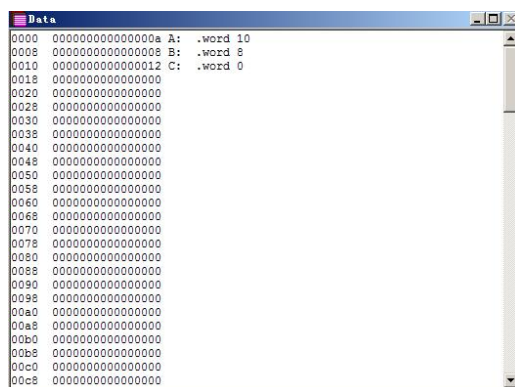 Data
0000 000000000000000a A: .word 10
0008 0000000000000008 B: .word 8
0010 0000000000000012 C: .word 0
0018 0000000000000000
0020 0000000000000000
0028 0000000000000000
0030 0000000000000000
0038 0000000000000000
0040 0000000000000000
0048 0000000000000000
0050 0000000000000000
0058 0000000000000000
0060 0000000000000000
0068 0000000000000000
0070 0000000000000000
0078 0000000000000000
0080 0000000000000000
0088 0000000000000000
0090 0000000000000000
0098 0000000000000000
00a0 0000000000000000
00a8 0000000000000000
00b0 0000000000000000
00b8 0000000000000000
00c0 0000000000000000
00c8 0000000000000000